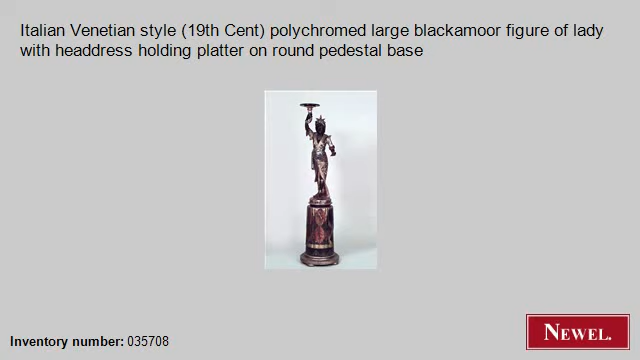 Italian Venetian style (19th Cent) polychromed large blackamoor figure of lady
with headdress holding platter on round pedestal base
Inventory number: 035708
NEWEL.